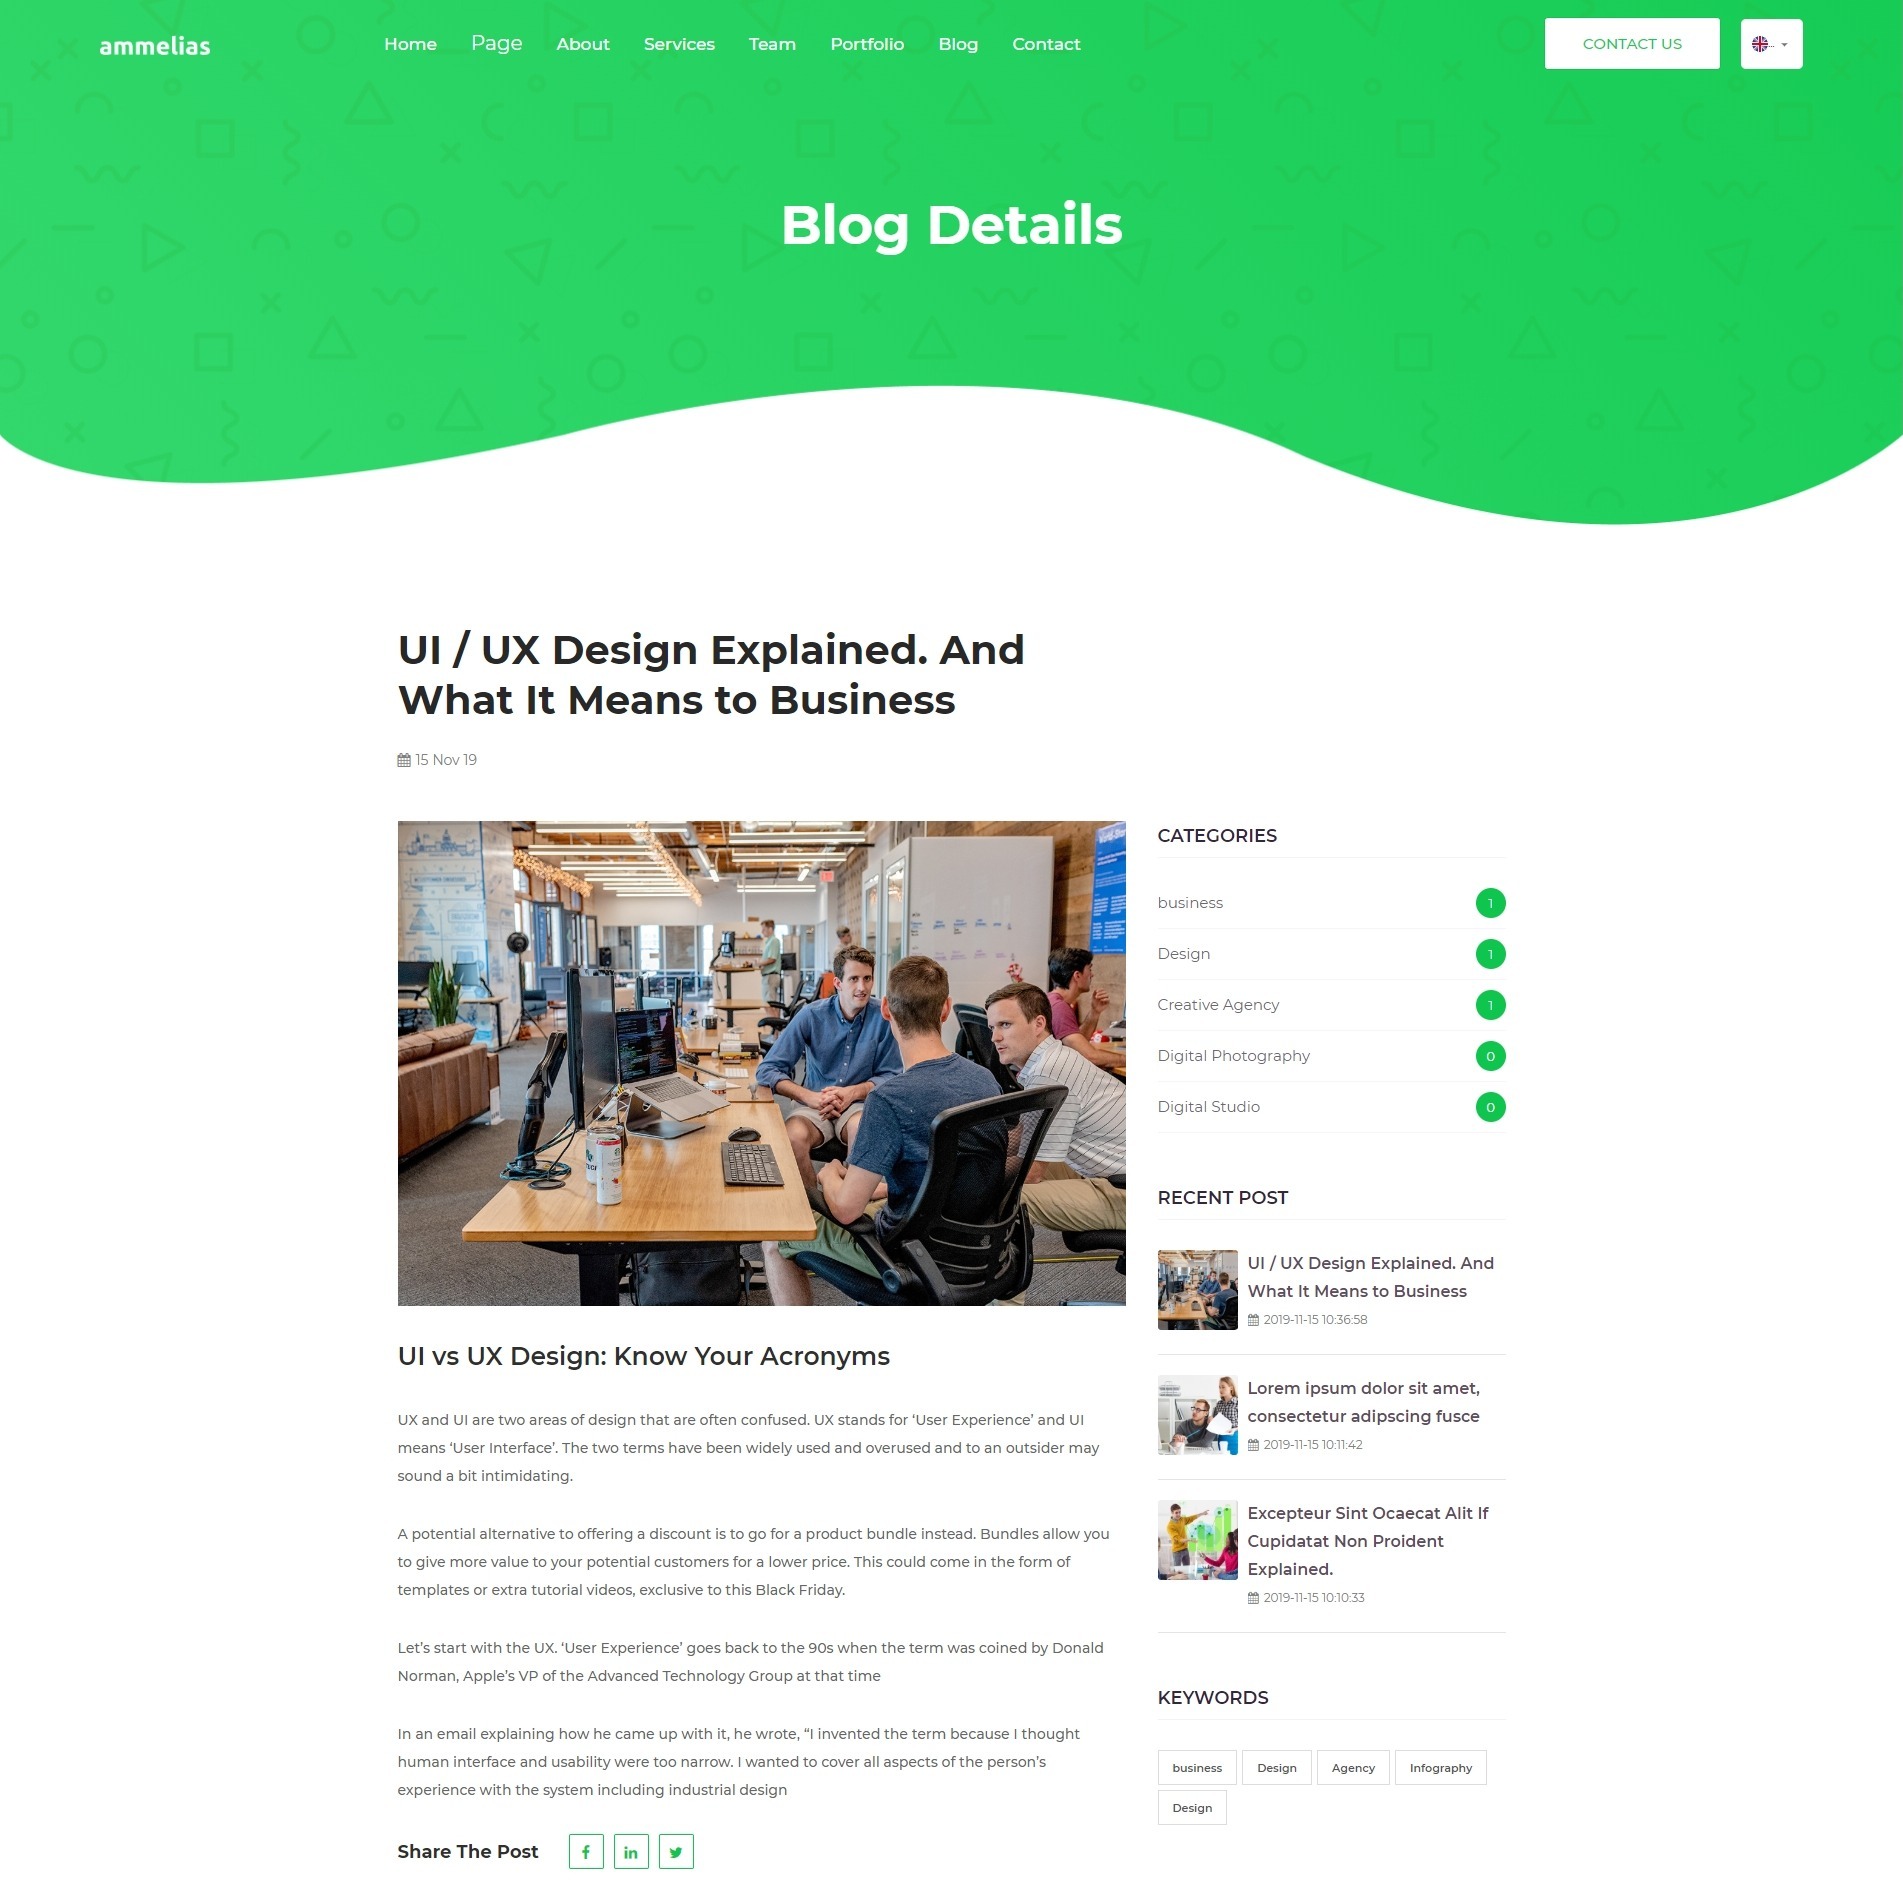 ammelias
Home Page About Services Team Portfolio Blog Contact
CONTACT US
Blog Details
UI / UX Design Explained. And
What It Means to Business
15 Nov 19
UI vs UX Design: Know Your Acronyms
UX and UI are two areas of design that are often confused. UX stands for ‘User Experience’ and UI
means ‘User Interface’. The two terms have been widely used and overused and to an outsider may
sound a bit intimidating.
A potential alternative to offering a discount is to go for a product bundle instead. Bundles allow you
to give more value to your potential customers for a lower price. This could come in the form of
templates or extra tutorial videos, exclusive to this Black Friday.
Let’s start with the UX. ‘User Experience’ goes back to the 90s when the term was coined by Donald
Norman, Apple’s VP of the Advanced Technology Group at that time
In an email explaining how he came up with it, he wrote, “I invented the term because I thought
human interface and usability were too narrow. I wanted to cover all aspects of the person’s
experience with the system including industrial design
Share The Post
CATEGORIES
business 1
Design 1
Creative Agency 1
Digital Photography 0
Digital Studio 0
RECENT POST
UI / UX Design Explained. And
What It Means to Business
2019-11-15 10:36:58
Lorem ipsum dolor sit amet,
consectetur adipscing fusce
2019-11-15 10:11:42
Excepteur Sint Ocaecat Alit If
Cupidatat Non Proident
Explained.
2019-11-15 10:10:33
KEYWORDS
business Design Agency Infography
Design